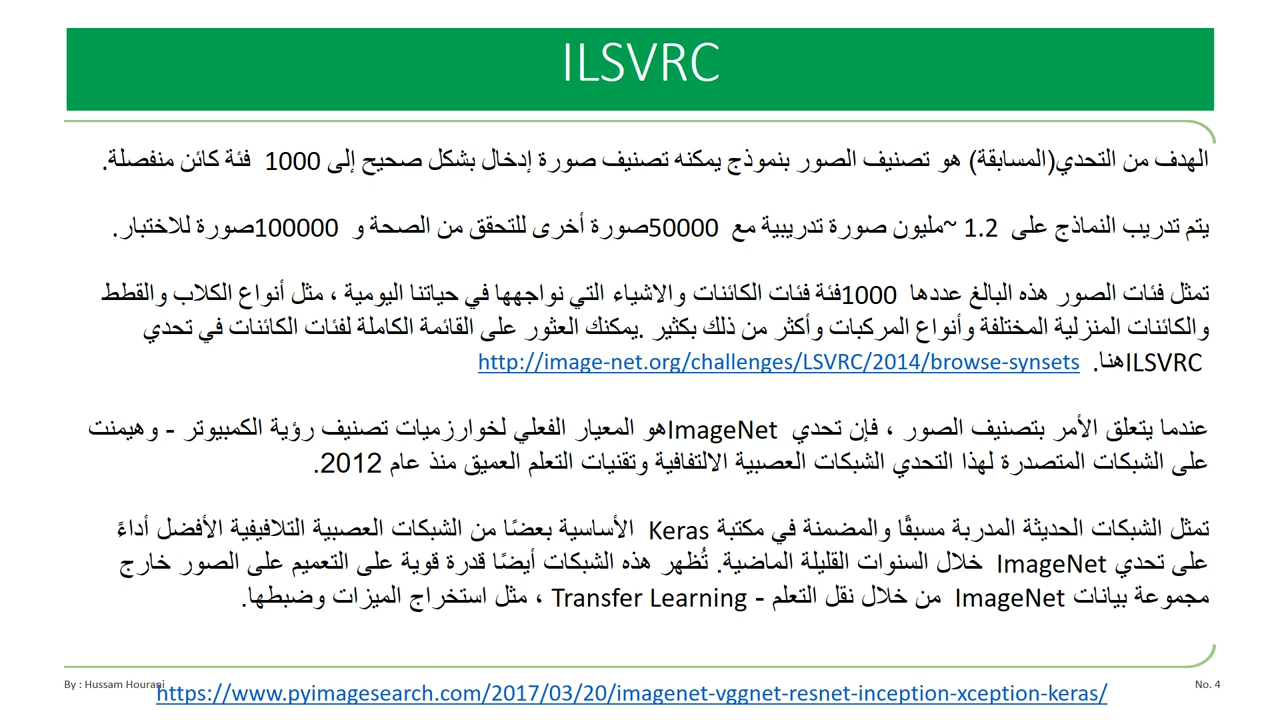 ILSVRC
الهدف من التحدي(المسابقة) هو تصنيف الصور بنموذج يمكنه تصنيف صورة إدخال بشكل صحيح إلى 1000 فئة كائن منفصلة.
يتم تدريب النماذج على 1.2 ~مليون صورة تدريبية مع 50000صورة أخرى للتحقق من الصحة و 100000صورة للاختبار.
تمثل فئات الصور هذه البالغ عددها 1000فئة فئات الكائنات والاشياء التي نواجهها في حياتنا اليومية ، مثل أنواع الكلاب والقطط
والكائنات المنزلية المختلفة وأنواع المركبات وأكثر من ذلك بكثير .يمكنك العثور على القائمة الكاملة لفئات الكائنات في تحدي
ILSVRCهنا. http://image-net.org/challenges/LSVRC/2014/browse-synsets
عندما يتعلق الأمر بتصنيف الصور ، فإن تحدي ImageNetهو المعيار الفعلي لخوارزميات تصنيف رؤية الكمبيوتر - وهيمنت
على الشبكات المتصدرة لهذا التحدي الشبكات العصبية الالتفافية وتقنيات التعلم العميق منذ عام 2012.
تمثل الشبكات الحديثة المدربة مسبقًا والمضمنة في مكتبة Keras الأساسية بعضًا من الشبكات العصبية التلافيفية الأفضل أداءً
على تحدي ImageNet خلال السنوات القليلة الماضية. تُظهر هذه الشبكات أيضًا قدرة قوية على التعميم على الصور خارج
مجموعة بيانات ImageNet من خلال نقل التعلم - Transfer Learning ، مثل استخراج الميزات وضبطها.
By : Hussam Hourani
https://www.pyimagesearch.com/2017/03/20/imagenet-vggnet-resnet-inception-xception-keras/
No. 4